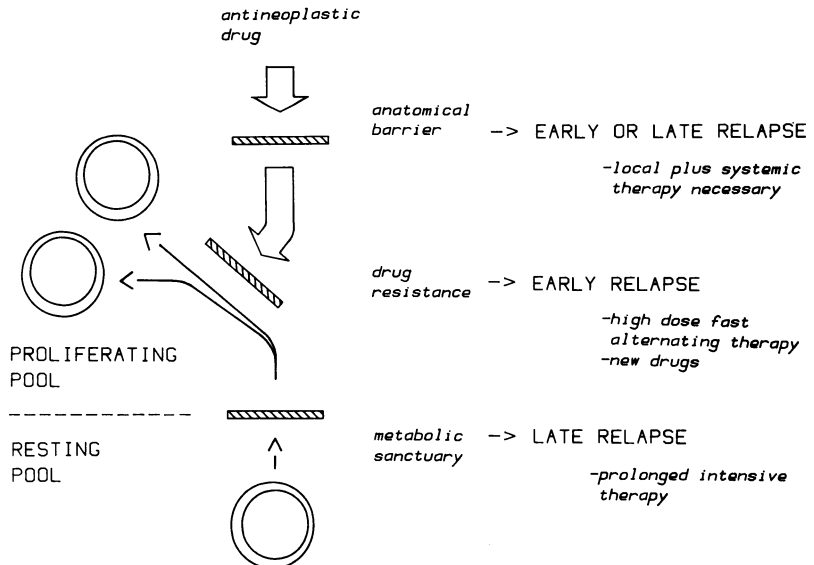 antineoplastic
drug
anatomical
barrier
-> EARLY OR LATE RELAPSE
-local plus systemic
therapy necessary
drug
resistance
-> EARLY RELAPSE
-high dose fast
alternating therapy
-new drugs
PROLIFERATING
POOL
RESTING
POOL
metabolic
sanctuary
-> LATE RELAPSE
-prolonged intensive
therapy